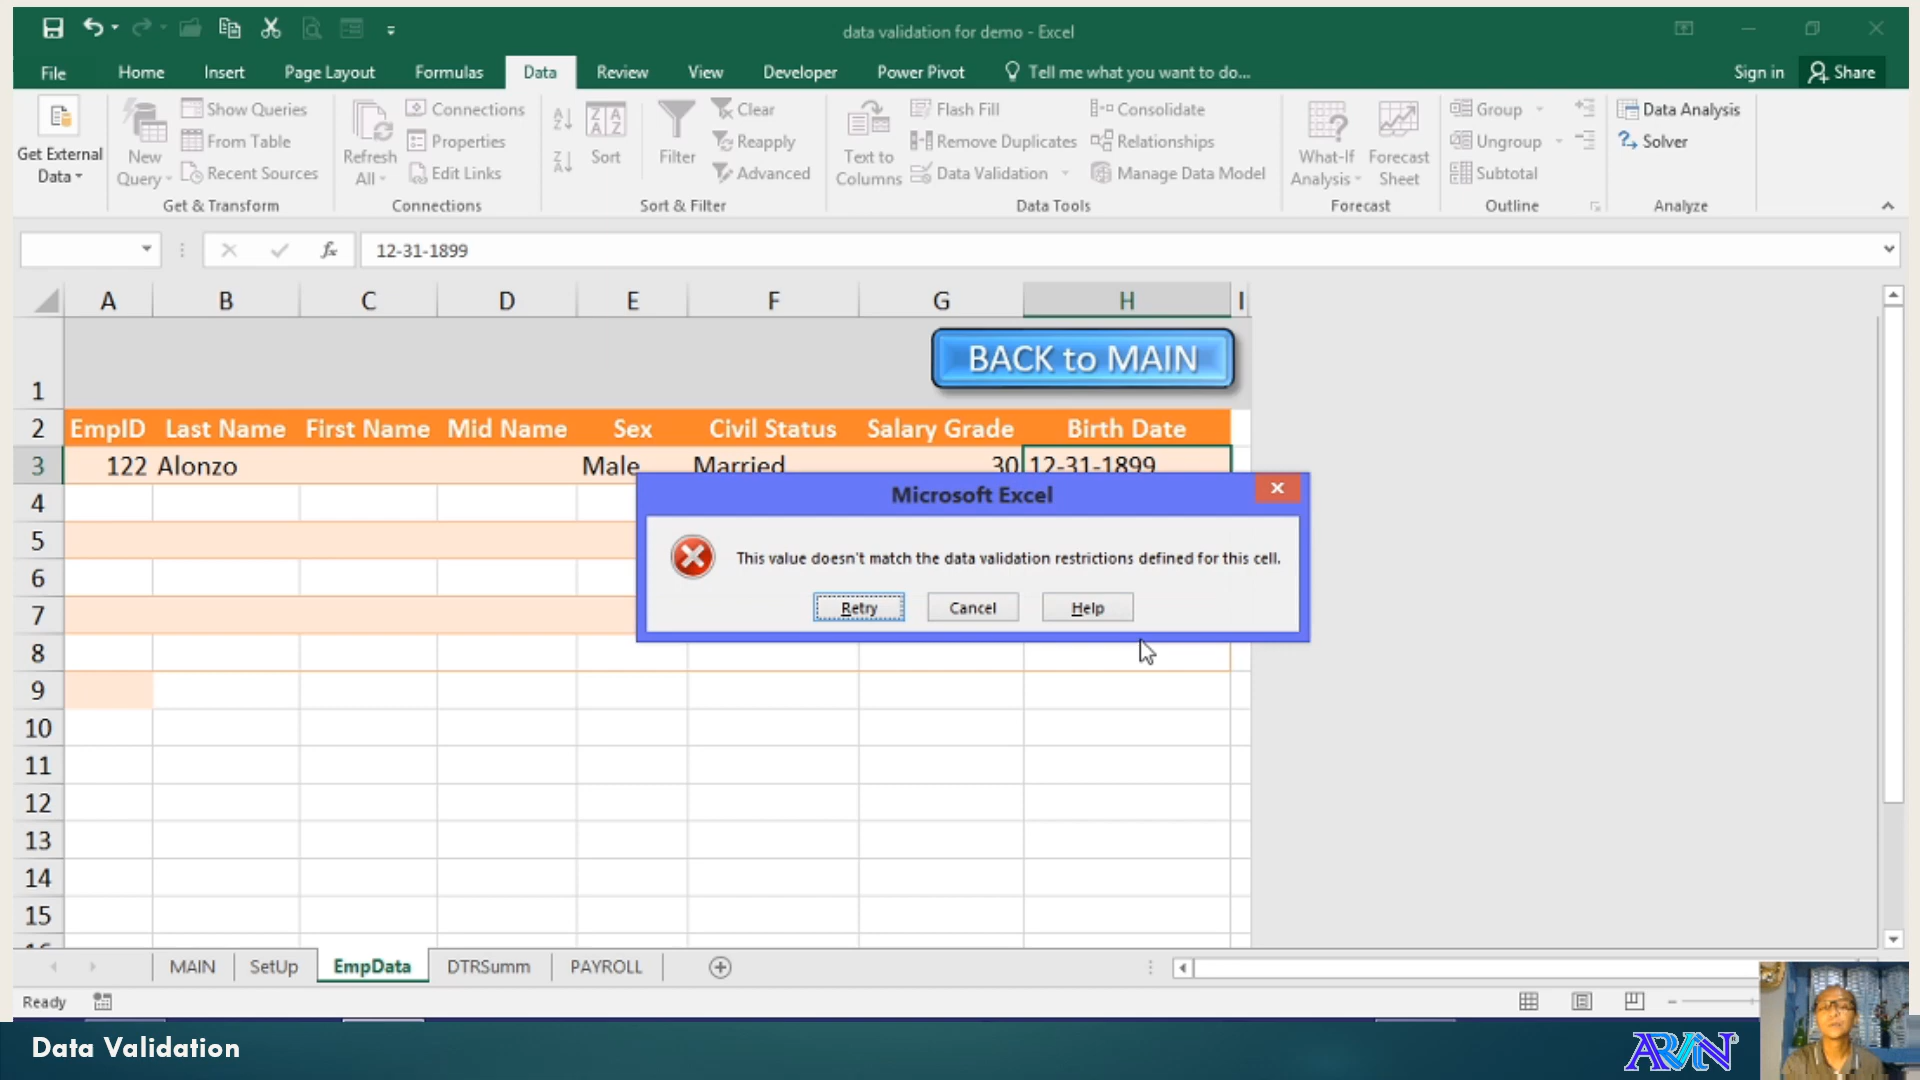 data validation for demo - Excel
File Home Insert Page Layout Formulas Data Review View Developer Power Pivot Tell me what you want to do... Sign in Share
Get External Data
New Query
Show Queries
From Table
Recent Sources
Get & Transform
Refresh All
Connections
Properties
Edit Links
Connections
Sort
Filter
Clear
Reapply
Advanced
Sort & Filter
Text to Columns
Flash Fill
Remove Duplicates
Data Validation
Consolidate
Relationships
Manage Data Model
Data Tools
What-If Analysis
Forecast Sheet
Forecast
Group
Ungroup
Subtotal
Outline
Data Analysis
Solver
Analyze
fx 12-31-1899
A B C D E F G H I
1 BACK to MAIN
2 EmpID Last Name First Name Mid Name Sex Civil Status Salary Grade Birth Date
3 122 Alonzo Male Married 30 12-31-1899
4
5
6
7
8
9
10
11
12
13
14
15
Microsoft Excel
This value doesn't match the data validation restrictions defined for this cell.
Retry Cancel Help
MAIN SetUp EmpData DTRSumm PAYROLL
Ready
Data Validation
ARVIN